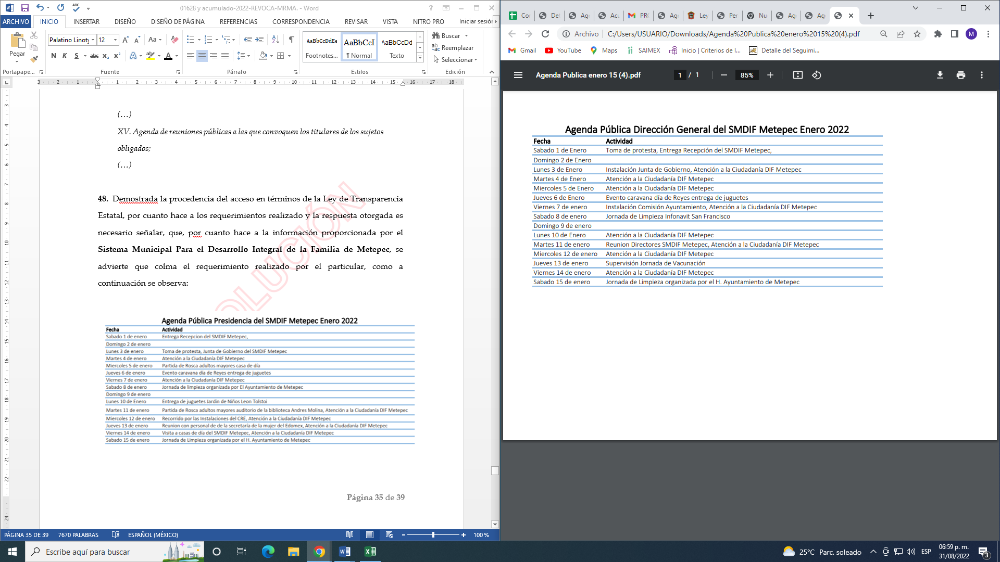 01628 y acumulado-2022-REVOCA-MRMA. - Word
ARCHIVO INICIO INSERTAR DISEÑO DISEÑO DE PÁGINA REFERENCIAS CORRESPONDENCIA REVISAR VISTA NITRO PRO Iniciar sesión
Pegar
Palatino Linoty 12
Buscar
Reemplazar
Seleccionar
Footnotes... ¶ Normal Texto
Portapape... Fuente Párrafo Estilos Edición
(…)
XV. Agenda de reuniones públicas a las que convoquen los titulares de los sujetos
obligados;
(…)
48. Demostrada la procedencia del acceso en términos de la Ley de Transparencia
Estatal, por cuanto hace a los requerimientos realizado y la respuesta otorgada es
necesario señalar, que, por cuanto hace a la información proporcionada por el
Sistema Municipal Para el Desarrollo Integral de la Familia de Metepec, se
advierte que colma el requerimiento realizado por el particular, como a
continuación se observa:
OLUCIÓN
Agenda Pública Presidencia del SMDIF Metepec Enero 2022
Fecha Actividad
Sabado 1 de enero Entrega Recepcion del SMDIF Metepec,
Domingo 2 de enero
Lunes 3 de enero Toma de protesta, Junta de Gobierno del SMDIF Metepec
Martes 4 de enero Atención a la Ciudadanía DIF Metepec
Miercoles 5 de enero Partida de Rosca adultos mayores casa de día
Jueves 6 de enero Evento caravana día de Reyes entrega de juguetes
Viernes 7 de enero Atención a la Ciudadanía DIF Metepec
Sabado 8 de enero Jornada de limpieza organizada por El Ayuntamiento de Metepec
Domingo 9 de enero
Lunes 10 de Enero Entrega de juguetes Jardin de Niños Leon Tolstoi
Martes 11 de enero Partida de Rosca adultos mayores auditorio de la biblioteca Andres Molina, Atención a la Ciudadanía DIF Metepec
Miercoles 12 de enero Recorrido por las Instalaciones del CRE, Atención a la Ciudadanía DIF Metepec
Jueves 13 de enero Reunion con personal de de la secretaría de la mujer del Edomex, Atención a la Ciudadanía DIF Metepec
Viernes 14 de enero Visita a casas de día del SMDIF Metepec, Atención a la Ciudadanía DIF Metepec
Sabado 15 de enero Jornada de Limpieza organizada por el H. Ayuntamiento de Metepec
Página 35 de 39
PÁGINA 35 DE 39 7670 PALABRAS ESPAÑOL (MÉXICO) 100 %
Archivo C:/Users/USUARIO/Downloads/Agenda%20Publica%20enero%2015%20(4).pdf M
Gmail YouTube Maps SAIMEX Inicio | Criterios de I... Detalle del Seguimi...
Agenda Publica enero 15 (4).pdf 1 / 1 85%
Agenda Pública Dirección General del SMDIF Metepec Enero 2022
Fecha Actividad
Sabado 1 de Enero Toma de protesta, Entrega Recepción del SMDIF Metepec,
Domingo 2 de Enero
Lunes 3 de Enero Instalación Junta de Gobierno, Atención a la Ciudadanía DIF Metepec
Martes 4 de Enero Atención a la Ciudadanía DIF Metepec
Miercoles 5 de Enero Atención a la Ciudadanía DIF Metepec
Jueves 6 de Enero Evento caravana día de Reyes entrega de juguetes
Viernes 7 de enero Instalación Comisión Ayuntamiento, Atención a la Ciudadanía DIF Metepec
Sabado 8 de enero Jornada de Limpieza Infonavit San Francisco
Domingo 9 de enero
Lunes 10 de Enero Atención a la Ciudadanía DIF Metepec
Martes 11 de enero Reunion Directores SMDIF Metepec, Atención a la Ciudadanía DIF Metepec
Miercoles 12 de enero Atención a la Ciudadanía DIF Metepec
Jueves 13 de enero Supervisión Jornada de Vacunación
Viernes 14 de enero Atención a la Ciudadanía DIF Metepec
Sabado 15 de enero Jornada de Limpieza organizada por el H. Ayuntamiento de Metepec
Escribe aquí para buscar
25°C Parc. soleado ESP 06:59 p. m.
31/08/2022 3